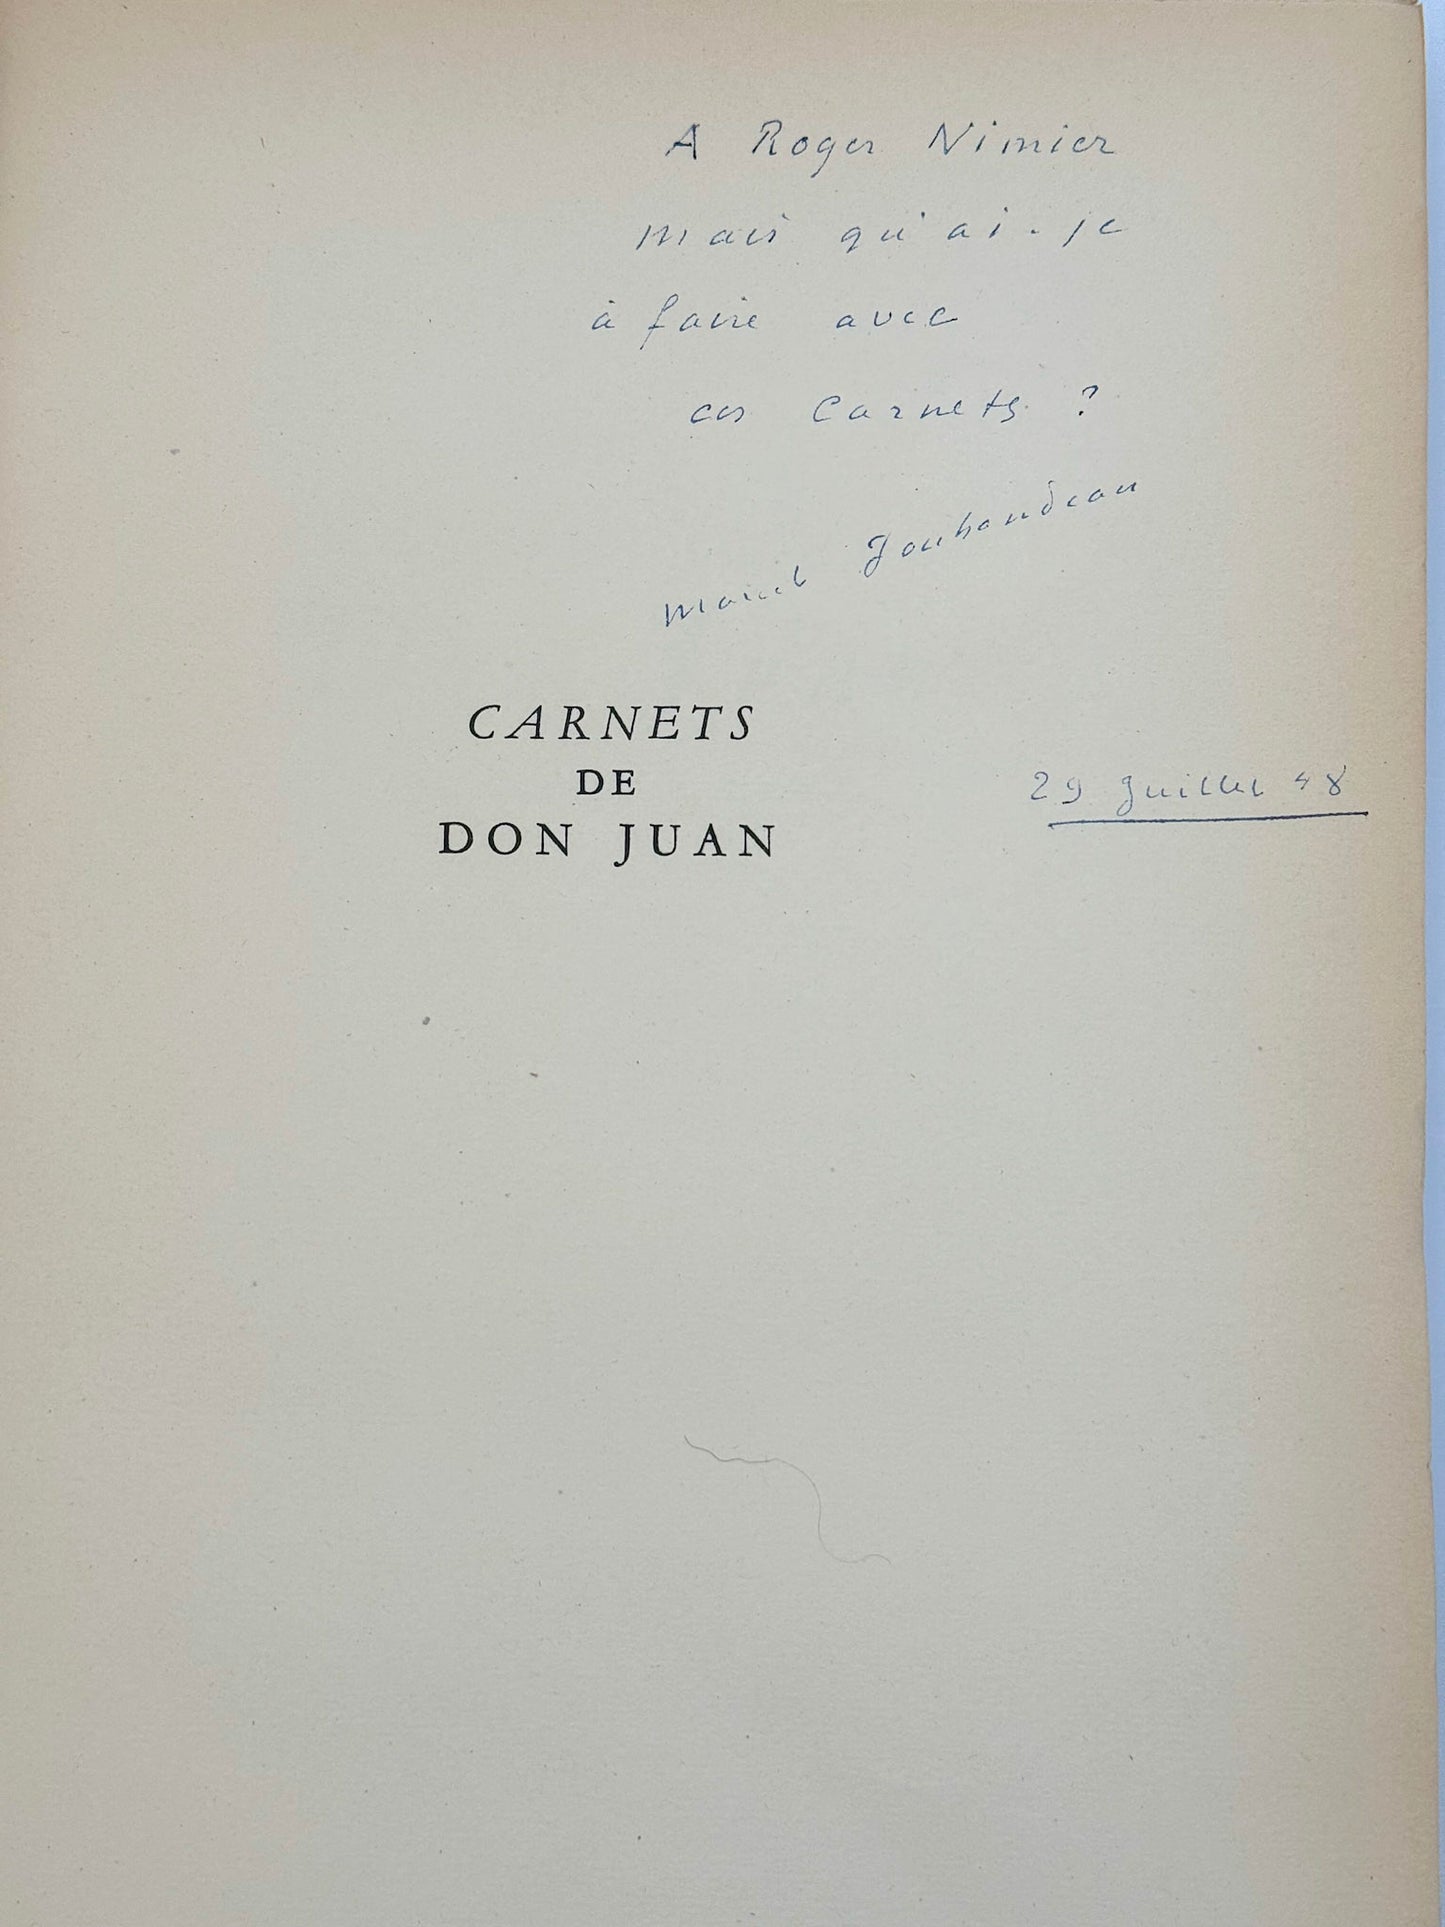 A Roger Nimier
mais qu'ai-je
à faire avec
ces Carnets ?
Marcel Jouhandeau
CARNETS
DE
DON JUAN
29 Juillet 48